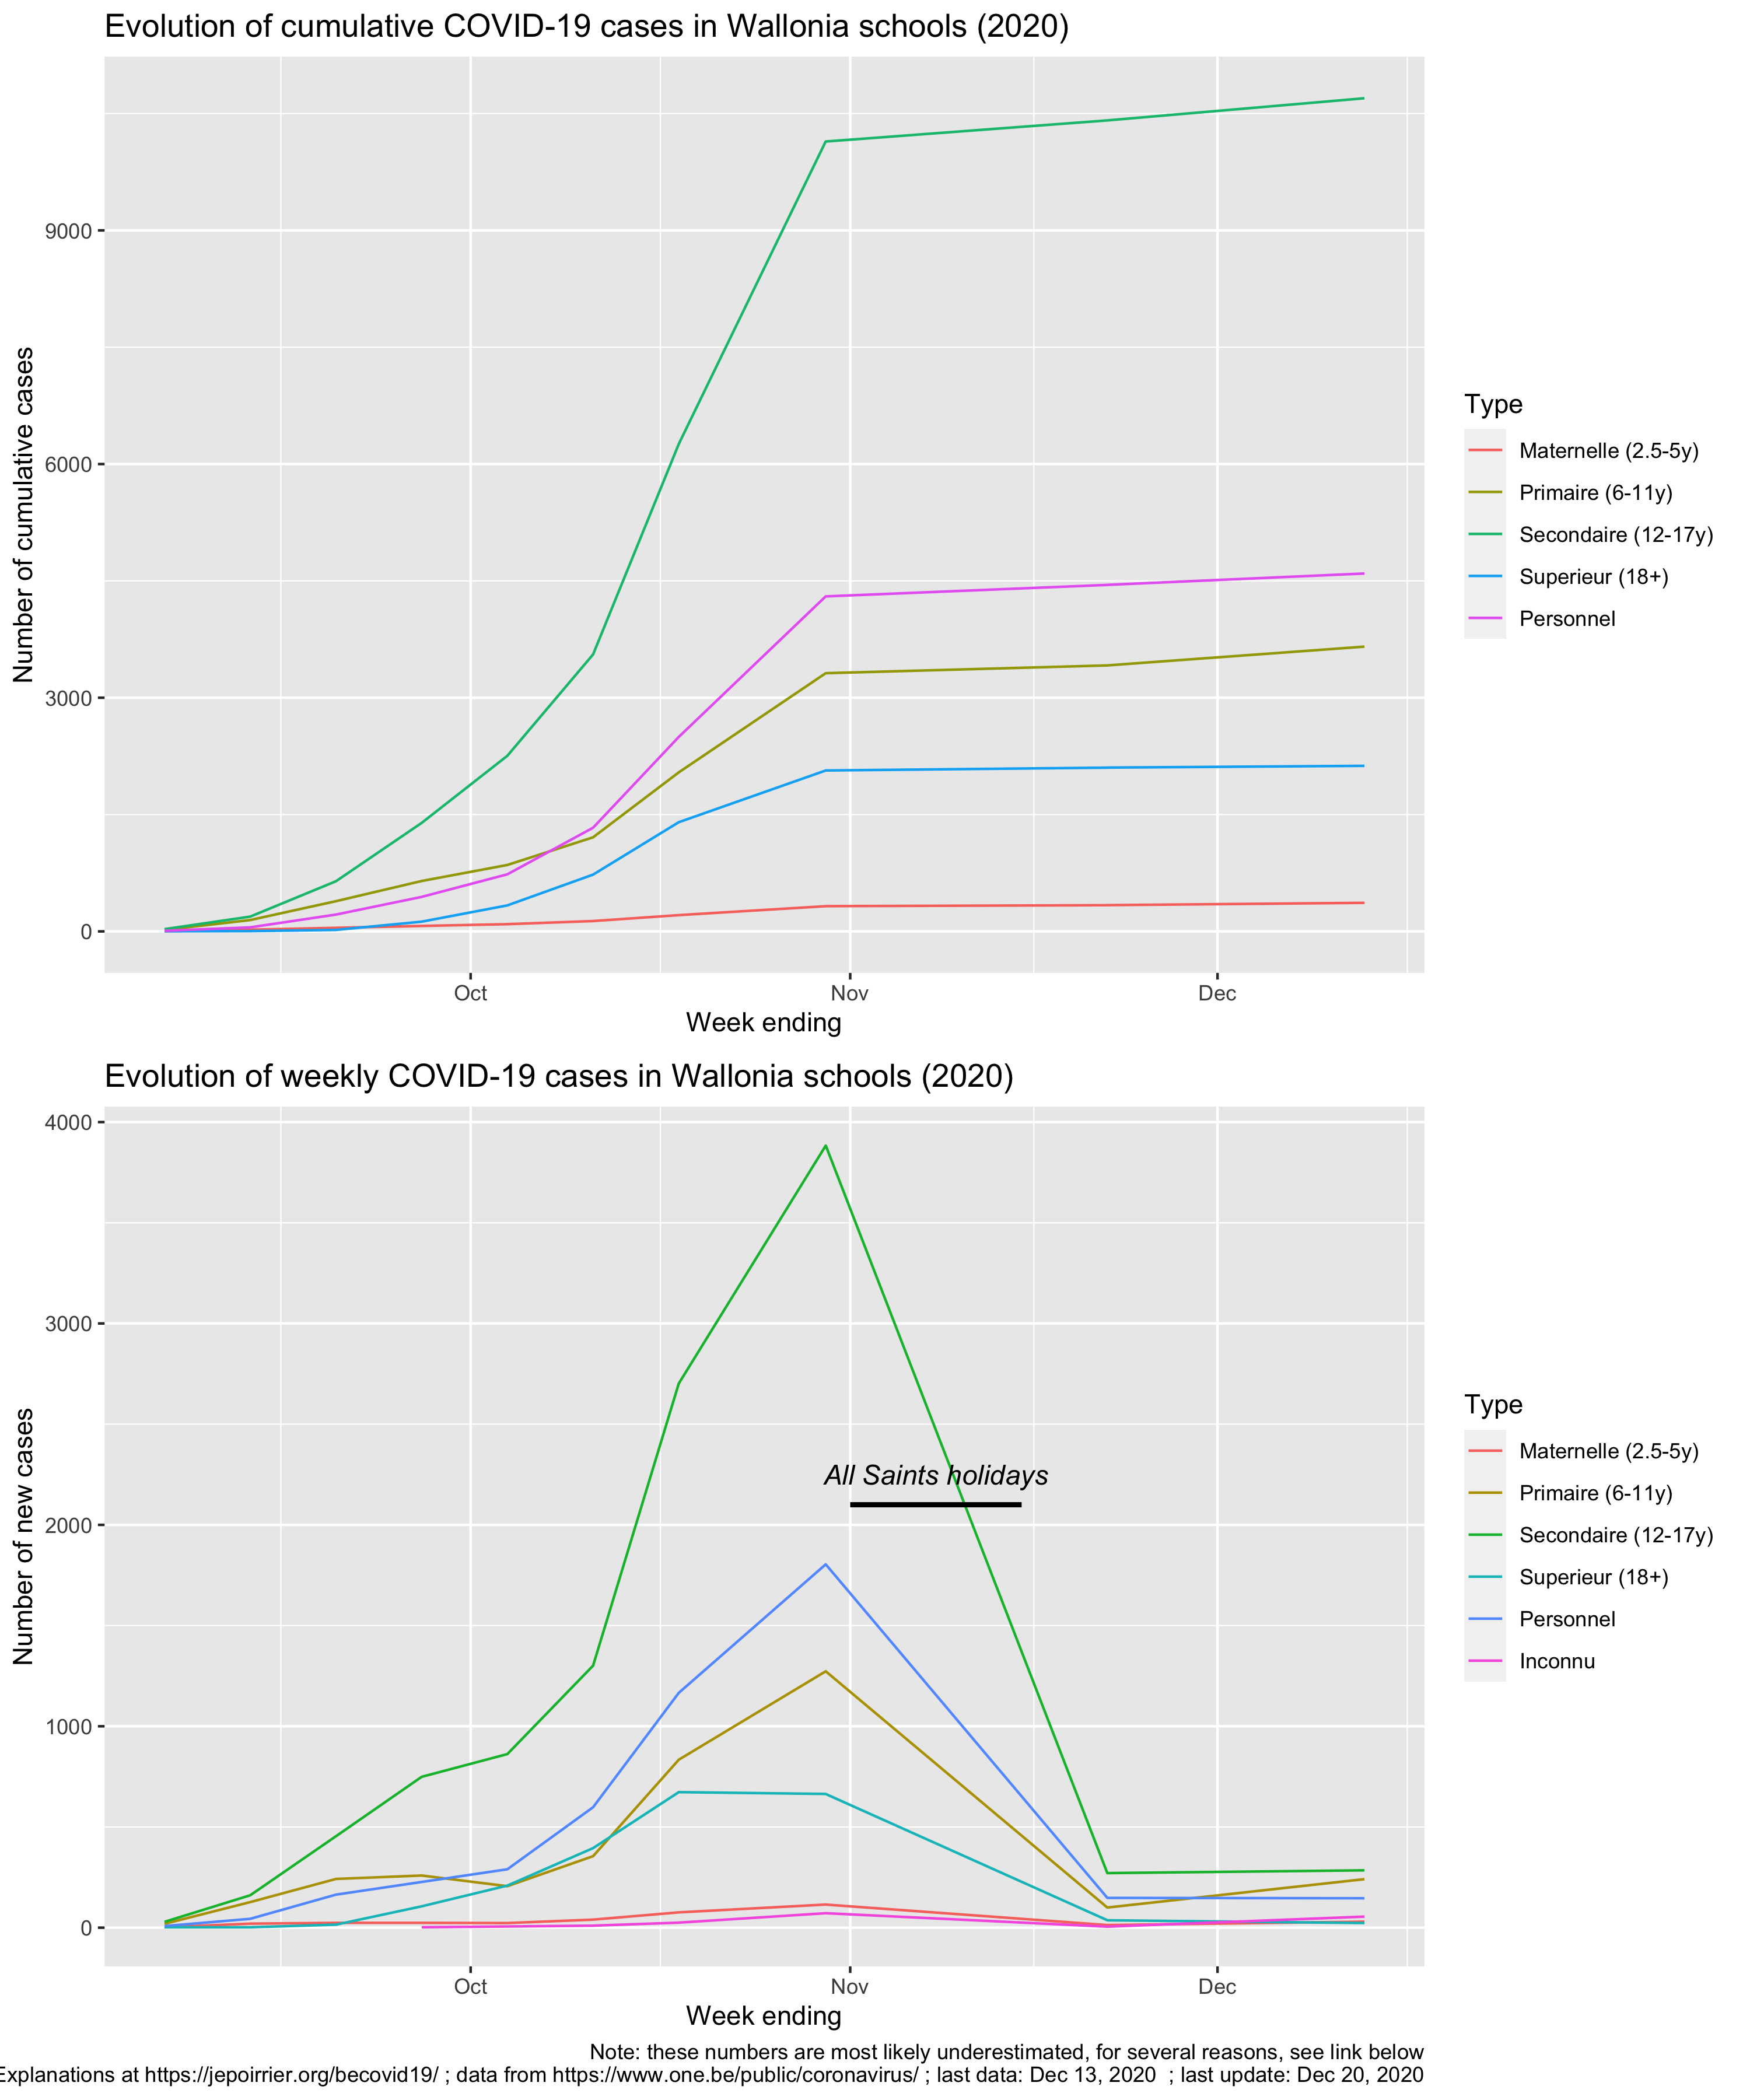 Evolution of cumulative COVID-19 cases in Wallonia schools (2020)
Number of cumulative cases
9000
6000
3000
0
Oct
Nov
Dec
Week ending
Type
Maternelle (2.5-5y)
Primaire (6-11y)
Secondaire (12-17y)
Superieur (18+)
Personnel
Evolution of weekly COVID-19 cases in Wallonia schools (2020)
Number of new cases
4000
3000
2000
1000
0
All Saints holidays
Oct
Nov
Dec
Week ending
Type
Maternelle (2.5-5y)
Primaire (6-11y)
Secondaire (12-17y)
Superieur (18+)
Personnel
Inconnu
Note: these numbers are most likely underestimated, for several reasons, see link below
Explanations at https://jepoirrier.org/becovid19/ ; data from https://www.one.be/public/coronavirus/ ; last data: Dec 13, 2020 ; last update: Dec 20, 2020